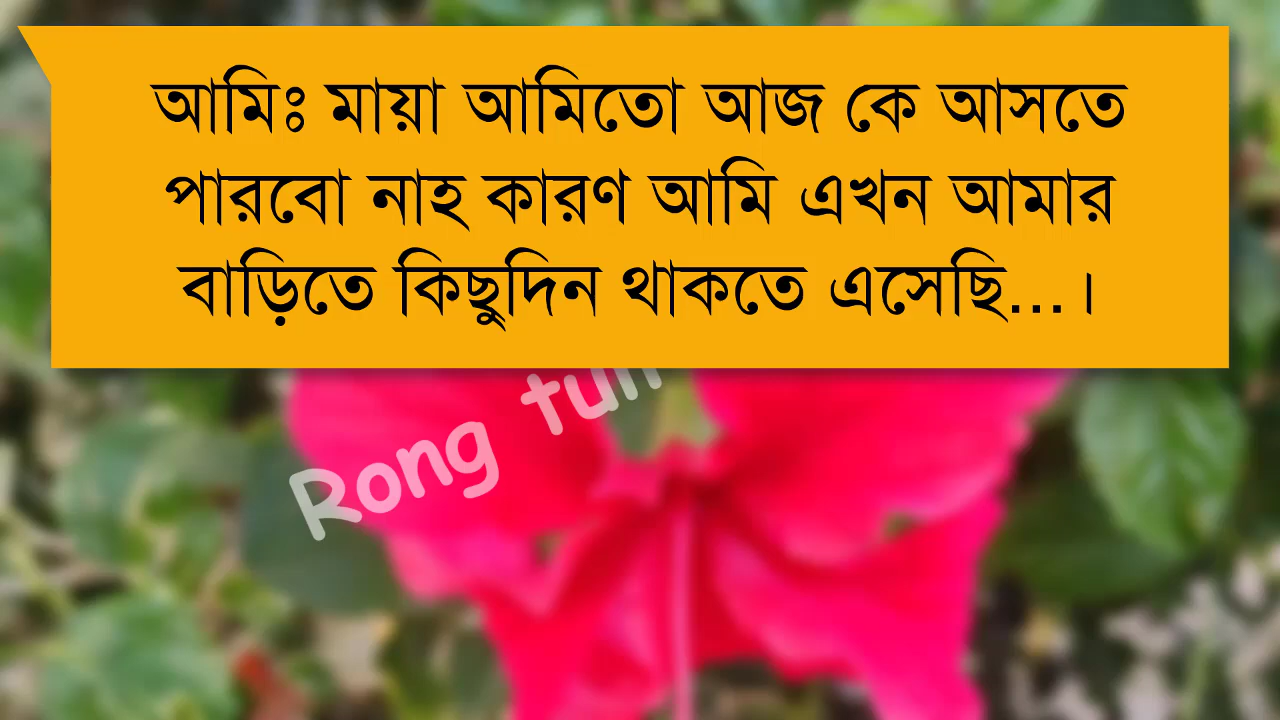 আমিঃ মায়া আমিতো আজ কে আসতে
পারবো নাহ কারণ আমি এখন আমার
বাড়িতে কিছুদিন থাকতে এসেছি...।
Rong